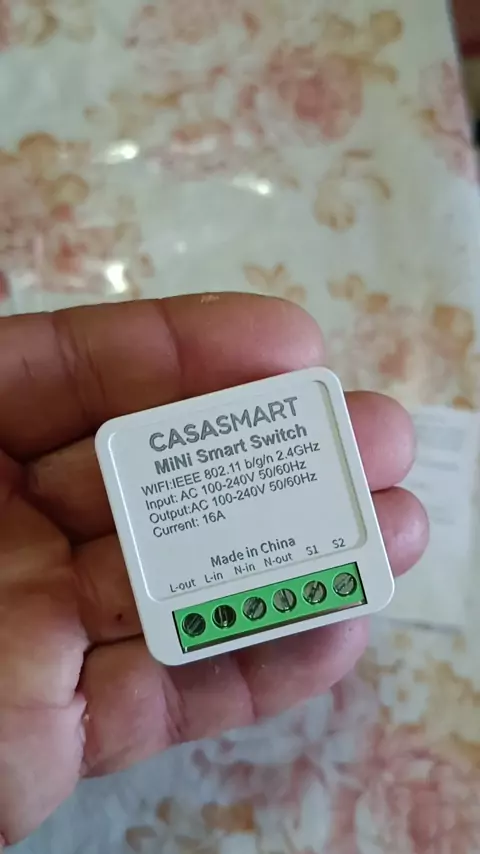 CASASMART
MiNi Smart Switch
WIFI:IEEE 802.11 b/g/n 2.4GHz
Input: AC 100-240V 50/60Hz
Output:AC 100-240V 50/60Hz
Current: 16A
Made in China
L-out L-in N-in N-out S1 S2